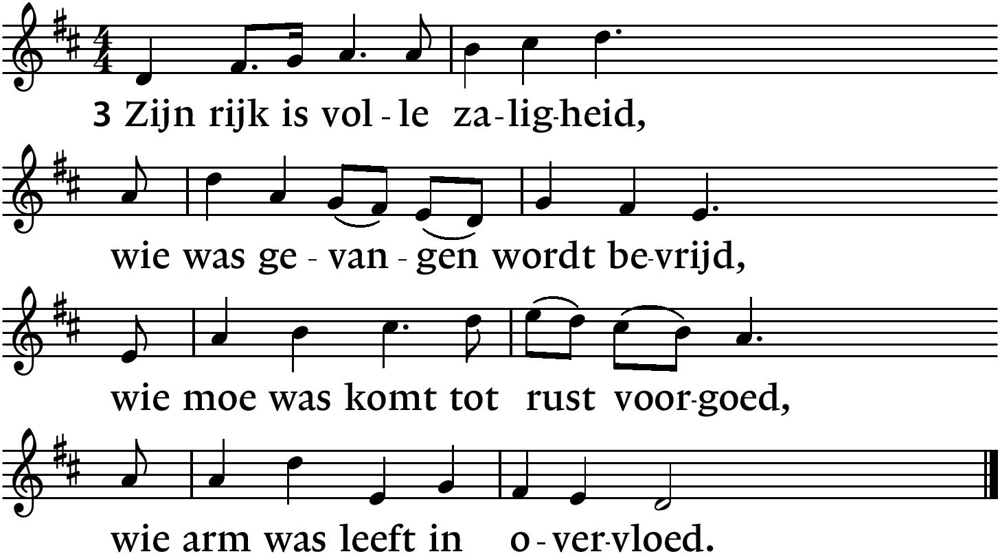 3 Zijn rijk is vol - le za - lig - heid,
wie was ge - van - gen wordt be - vrijd,
wie moe was komt tot rust voor - goed,
wie arm was leeft in o - ver - vloed.